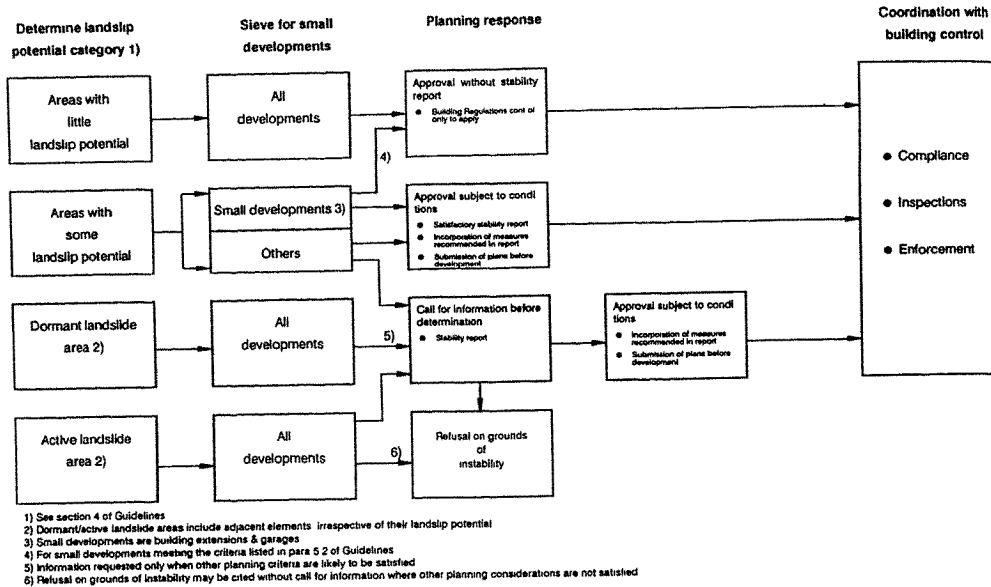 Determine landslip
potential category 1)
Sieve for small
developments
Planning response
Coordination with
building control
Areas with
little
landslip potential
All
developments
Approval without stability
report
● Building Regulations cont ol
only to apply
4)
Areas with
some
landslip potential
Small developments 3)
Others
Approval subject to condi
tions
● Satisfactory stability report
● Incorporation of measures
recommended in report
● Submission of plans before
development
● Compliance
● Inspections
● Enforcement
Dormant landslide
area 2)
All
developments
5)
Call for information before
determination
● Stability report
Approval subject to condi
tions
● Incorporation of measures
recommended in report
● Submission of plans before
development
Active landslide
area 2)
All
developments
6)
Refusal on grounds
of
instability
1) See section 4 of Guidelines
2) Dormant/active landslide areas include adjacent elements irrespective of their landslip potential
3) Small developments are building extensions & garages
4) For small developments meeting the criteria listed in para 5 2 of Guidelines
5) Information requested only when other planning criteria are likely to be satisfied
6) Refusal on grounds of instability may be cited without call for information where other planning considerations are not satisfied